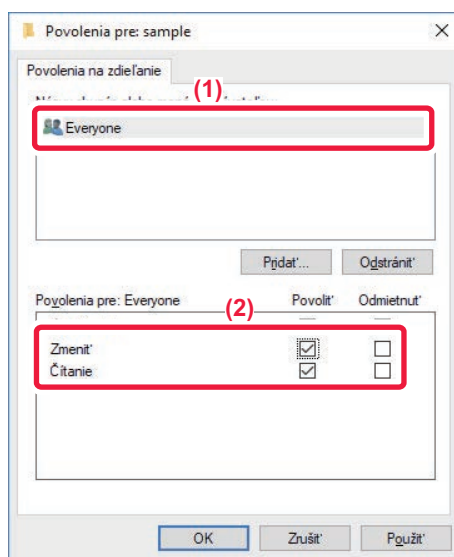 Povolenia pre: sample
Povolenia na zdieľanie
(1)
Everyone
Pridať...
Odstrániť
Povolenia pre: Everyone
Povoliť
Odmietnuť
(2)
Zmeniť
Čítanie
OK
Zrušiť
Použiť